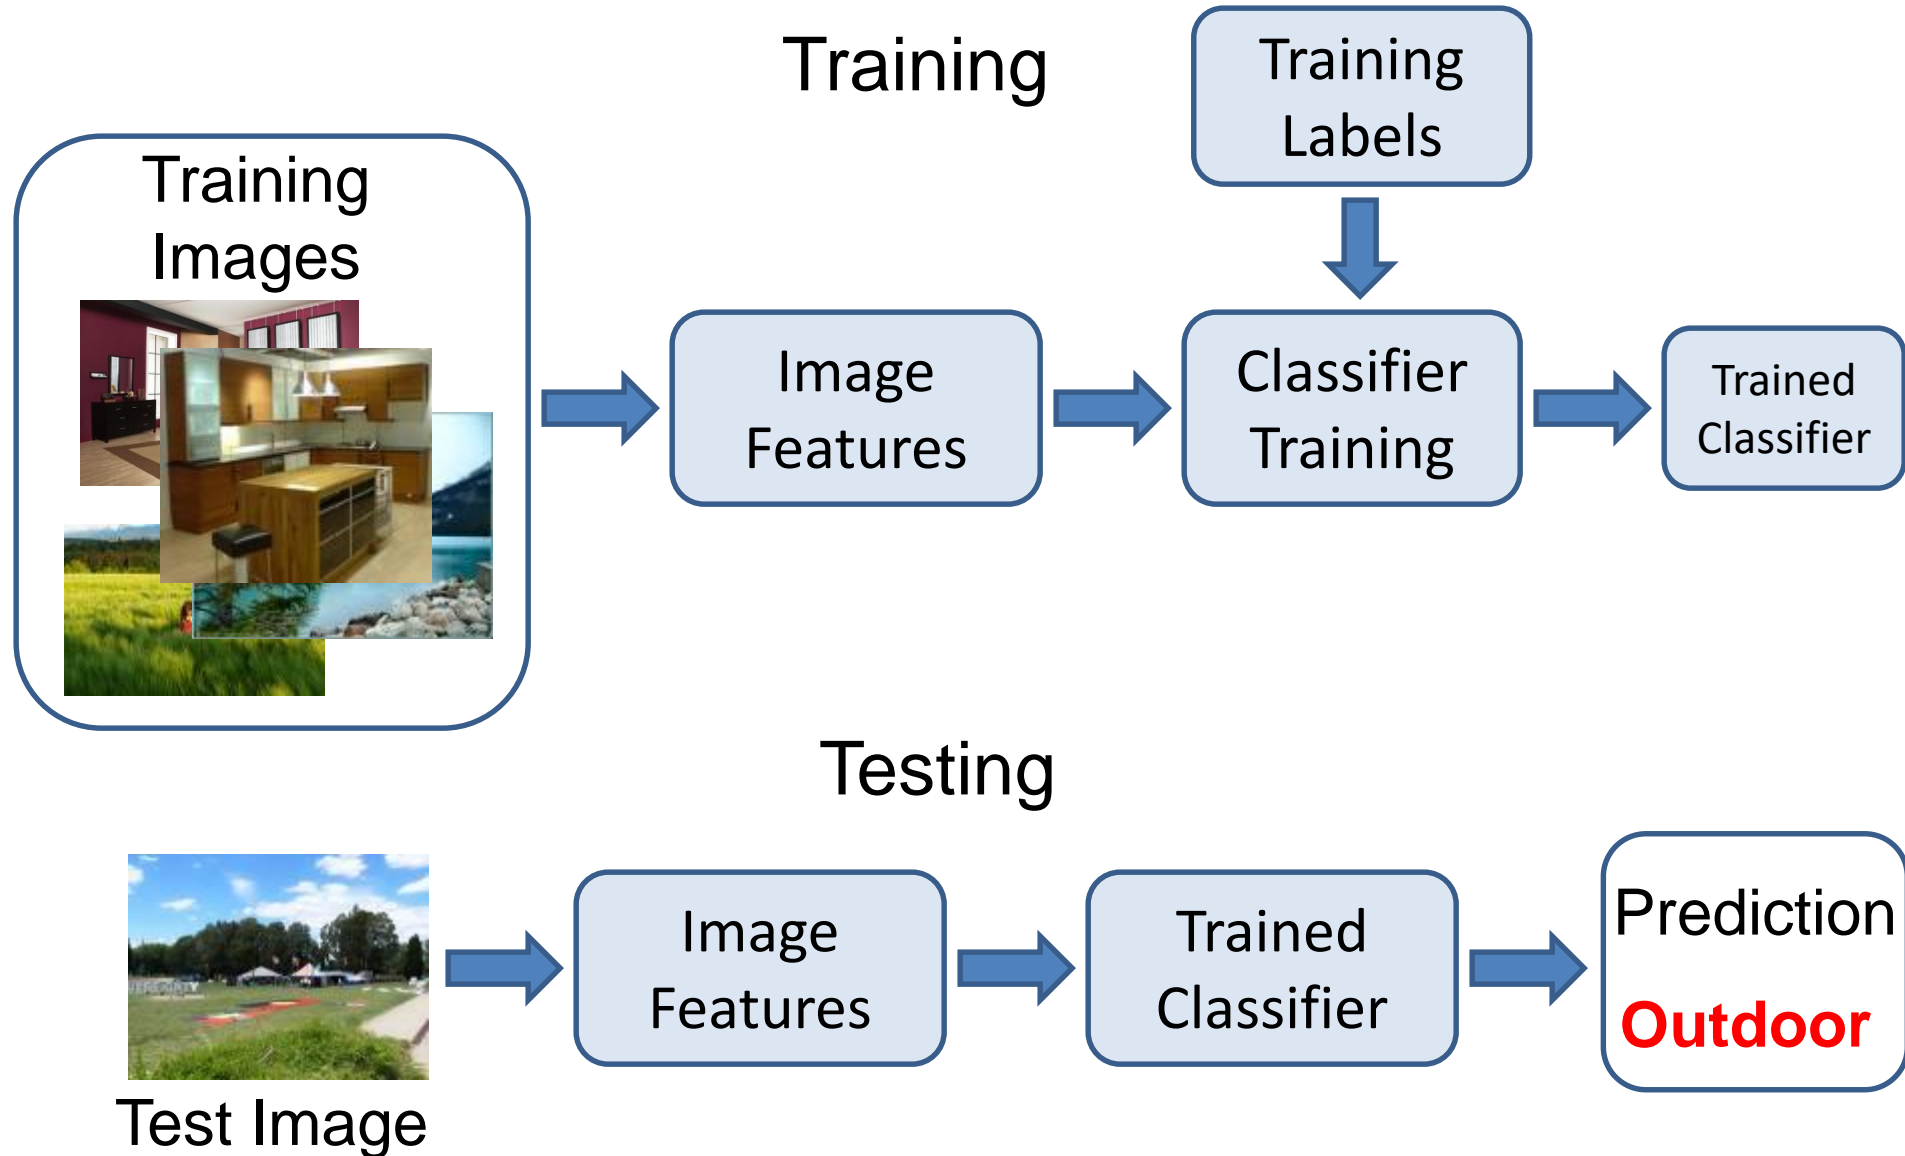 Training
Training
Labels
Training
Images
Image
Features
Classifier
Training
Trained
Classifier
Testing
Image
Features
Trained
Classifier
Prediction
Outdoor
Test Image